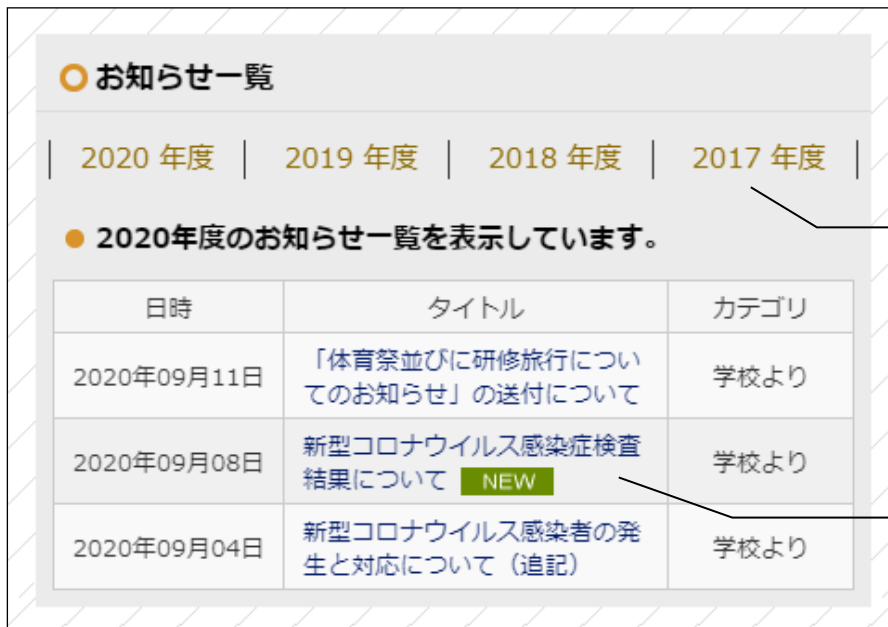 お知らせ一覧
2020 年度 2019 年度 2018 年度 2017 年度
2020年度のお知らせ一覧を表示しています。
日時 タイトル カテゴリ
2020年09月11日 「体育祭並びに研修旅行につい
てのお知らせ」の送付について 学校より
2020年09月08日 新型コロナウイルス感染症検査
結果について NEW 学校より
2020年09月04日 新型コロナウイルス感染者の発
生と対応について（追記） 学校より